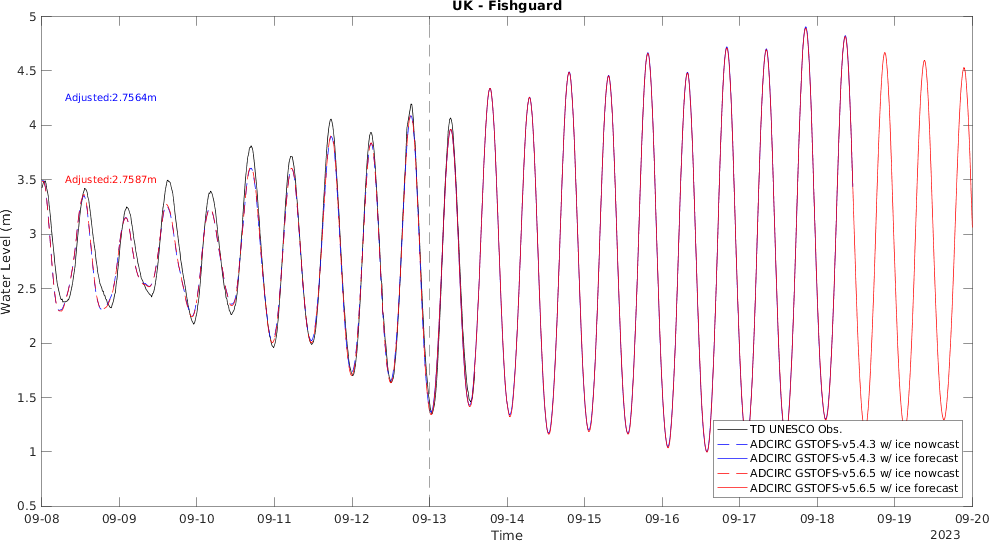 UK - Fishguard
5
4.5
4
3.5
3
2.5
2
1.5
1
0.5
Water Level (m)
Adjusted:2.7564m
Adjusted:2.7587m
TD UNESCO Obs.
ADCIRC GSTOFS-v5.4.3 w/ ice nowcast
ADCIRC GSTOFS-v5.4.3 w/ ice forecast
ADCIRC GSTOFS-v5.6.5 w/ ice nowcast
ADCIRC GSTOFS-v5.6.5 w/ ice forecast
09-08 09-09 09-10 09-11 09-12 09-13 09-14 09-15 09-16 09-17 09-18 09-19 09-20
Time
2023